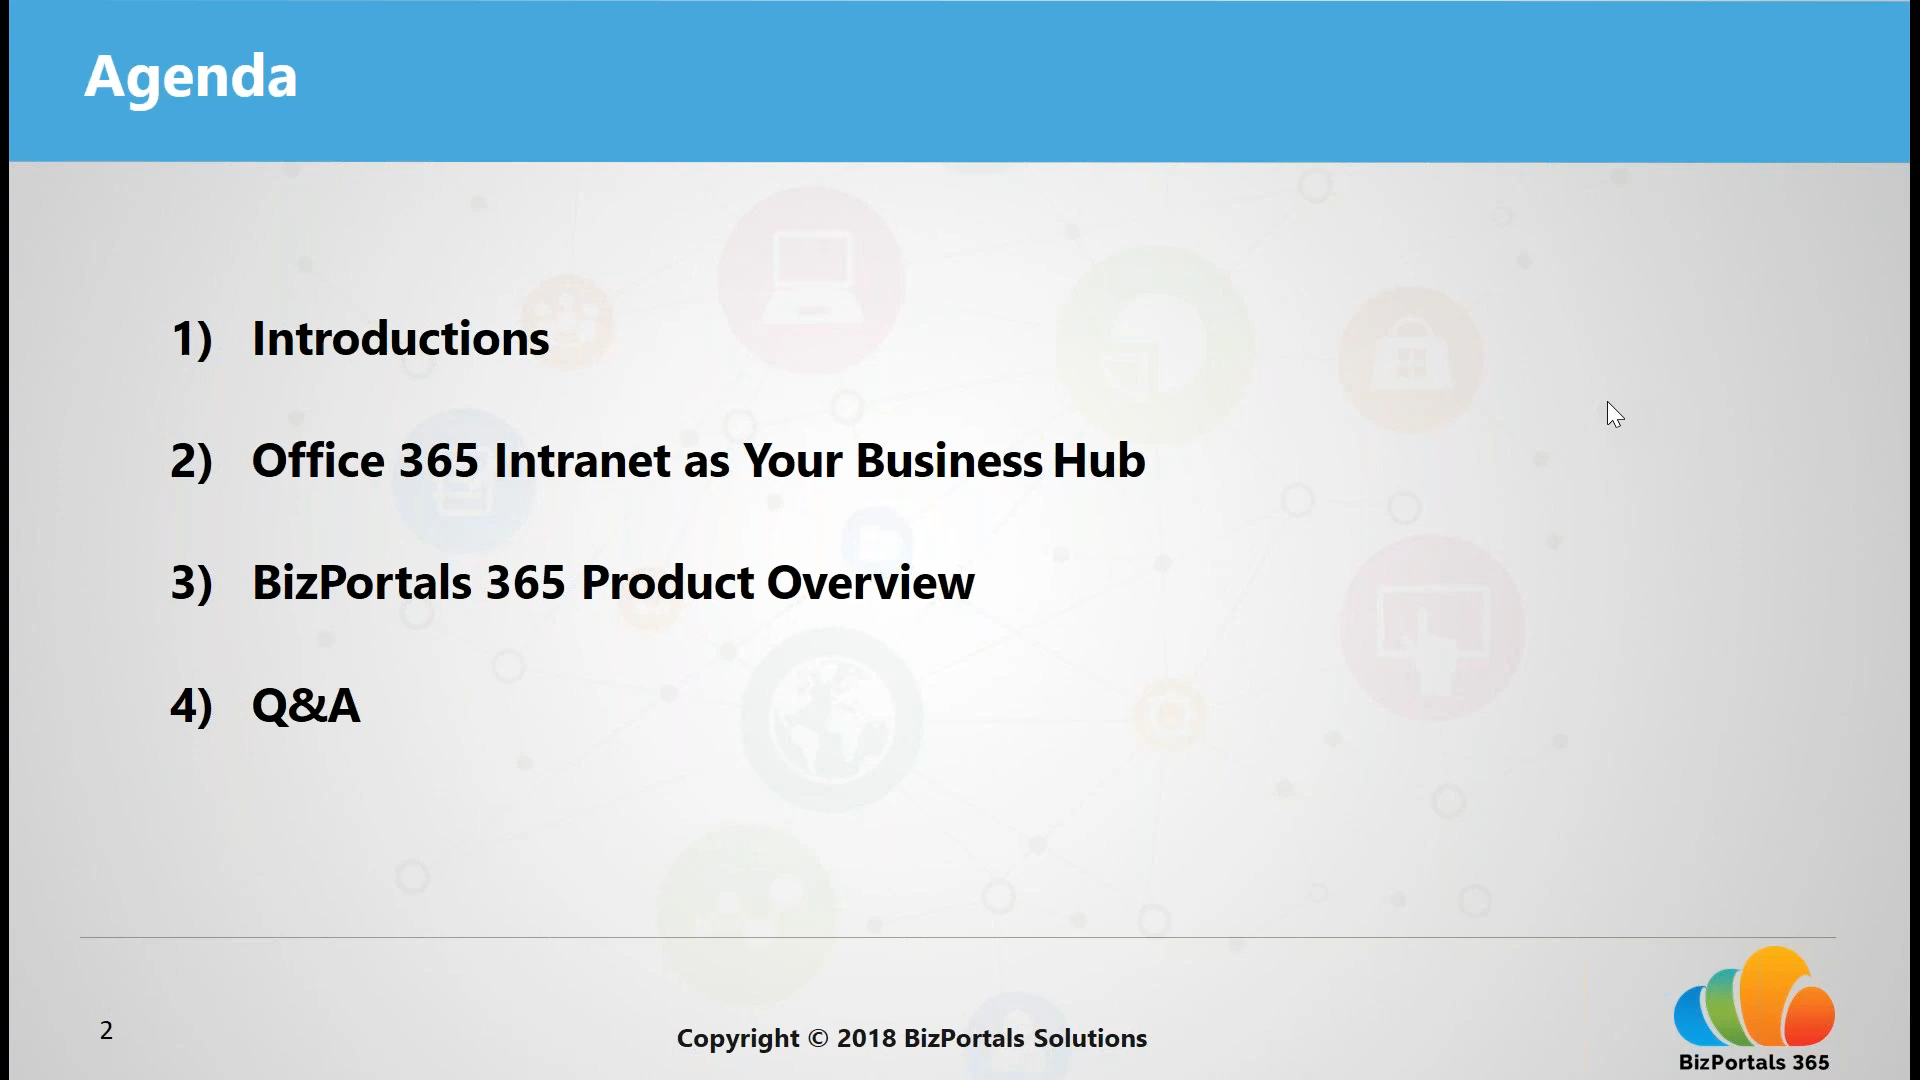 Agenda
1) Introductions
2) Office 365 Intranet as Your Business Hub
3) BizPortals 365 Product Overview
4) Q&A
2
Copyright © 2018 BizPortals Solutions
BizPortals 365